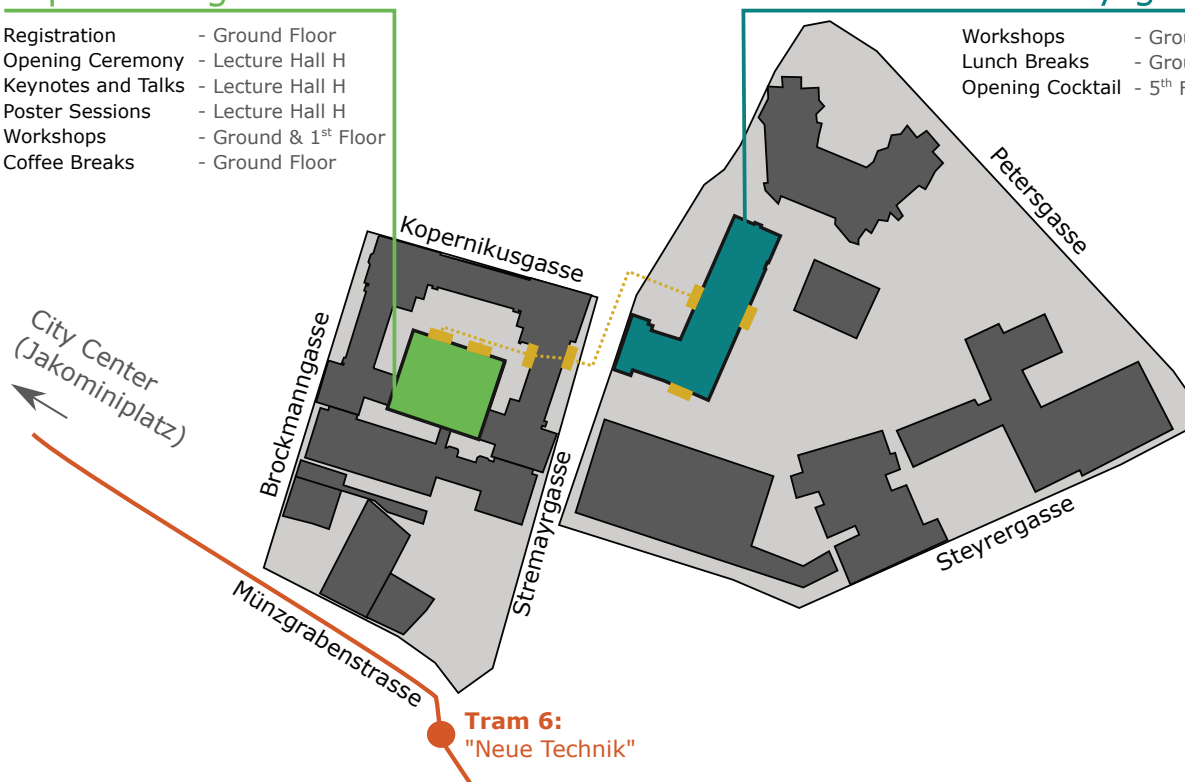 Registration - Ground Floor
Opening Ceremony - Lecture Hall H
Keynotes and Talks - Lecture Hall H
Poster Sessions - Lecture Hall H
Workshops - Ground & 1st Floor
Coffee Breaks - Ground Floor
Workshops
Lunch Breaks
Opening Cocktail - 5th
Petersgasse
Kopernikusgasse
City Center
(Jakominiplatz)
Brockmanngasse
Stremayrgasse
Steyrergasse
Münzgrabenstrasse
Tram 6:
"Neue Technik"